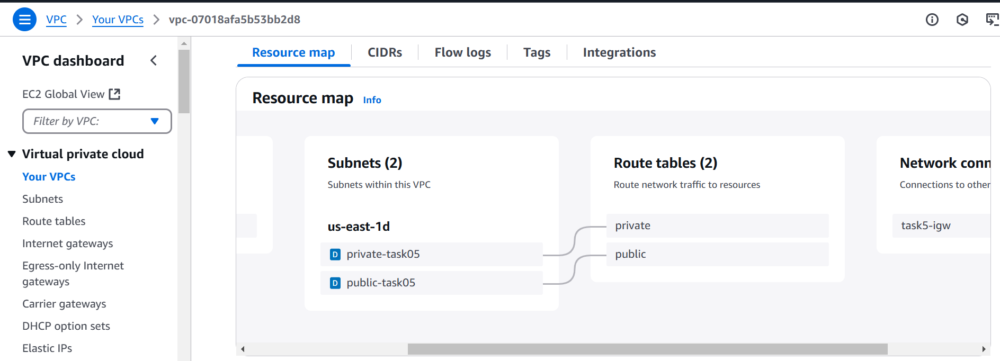 VPC > Your VPCs > vpc-07018afa5b53bb2d8
VPC dashboard
EC2 Global View
Filter by VPC:
Virtual private cloud
Your VPCs
Subnets
Route tables
Internet gateways
Egress-only Internet
gateways
Carrier gateways
DHCP option sets
Elastic IPs
Resource map
CIDRs
Flow logs
Tags
Integrations
Resource map Info
Subnets (2)
Subnets within this VPC
us-east-1d
D private-task05
D public-task05
Route tables (2)
Route network traffic to resources
private
public
Network conn
Connections to other
task5-igw